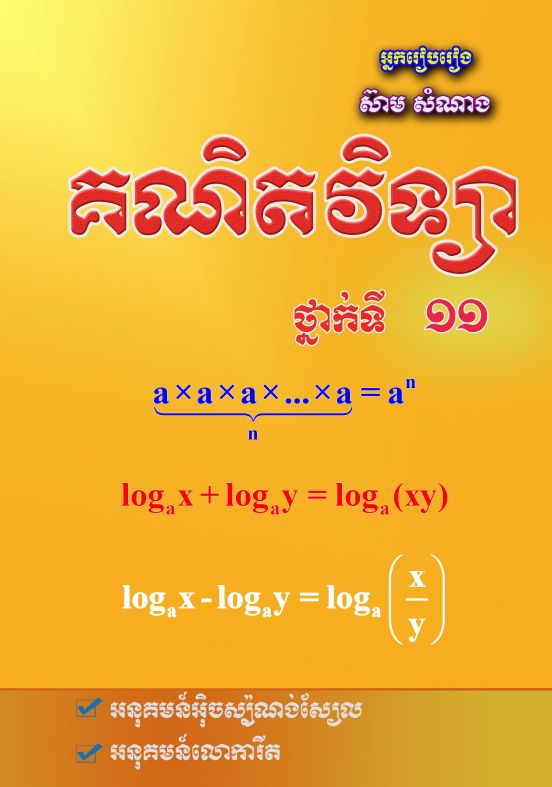 អ្នករៀបរៀង
ស៊ាម សំណាង
គណិតវិទ្យា
ថ្នាក់ទី ១១
a × a × a × ... × a = aⁿ
n
logₐx + logₐy = logₐ(xy)
logₐx - logₐy = logₐ(x/y)
អនុគមន៍អ៊ិចស្ប៉ូណង់ស្យែល
អនុគមន៍លោការីត